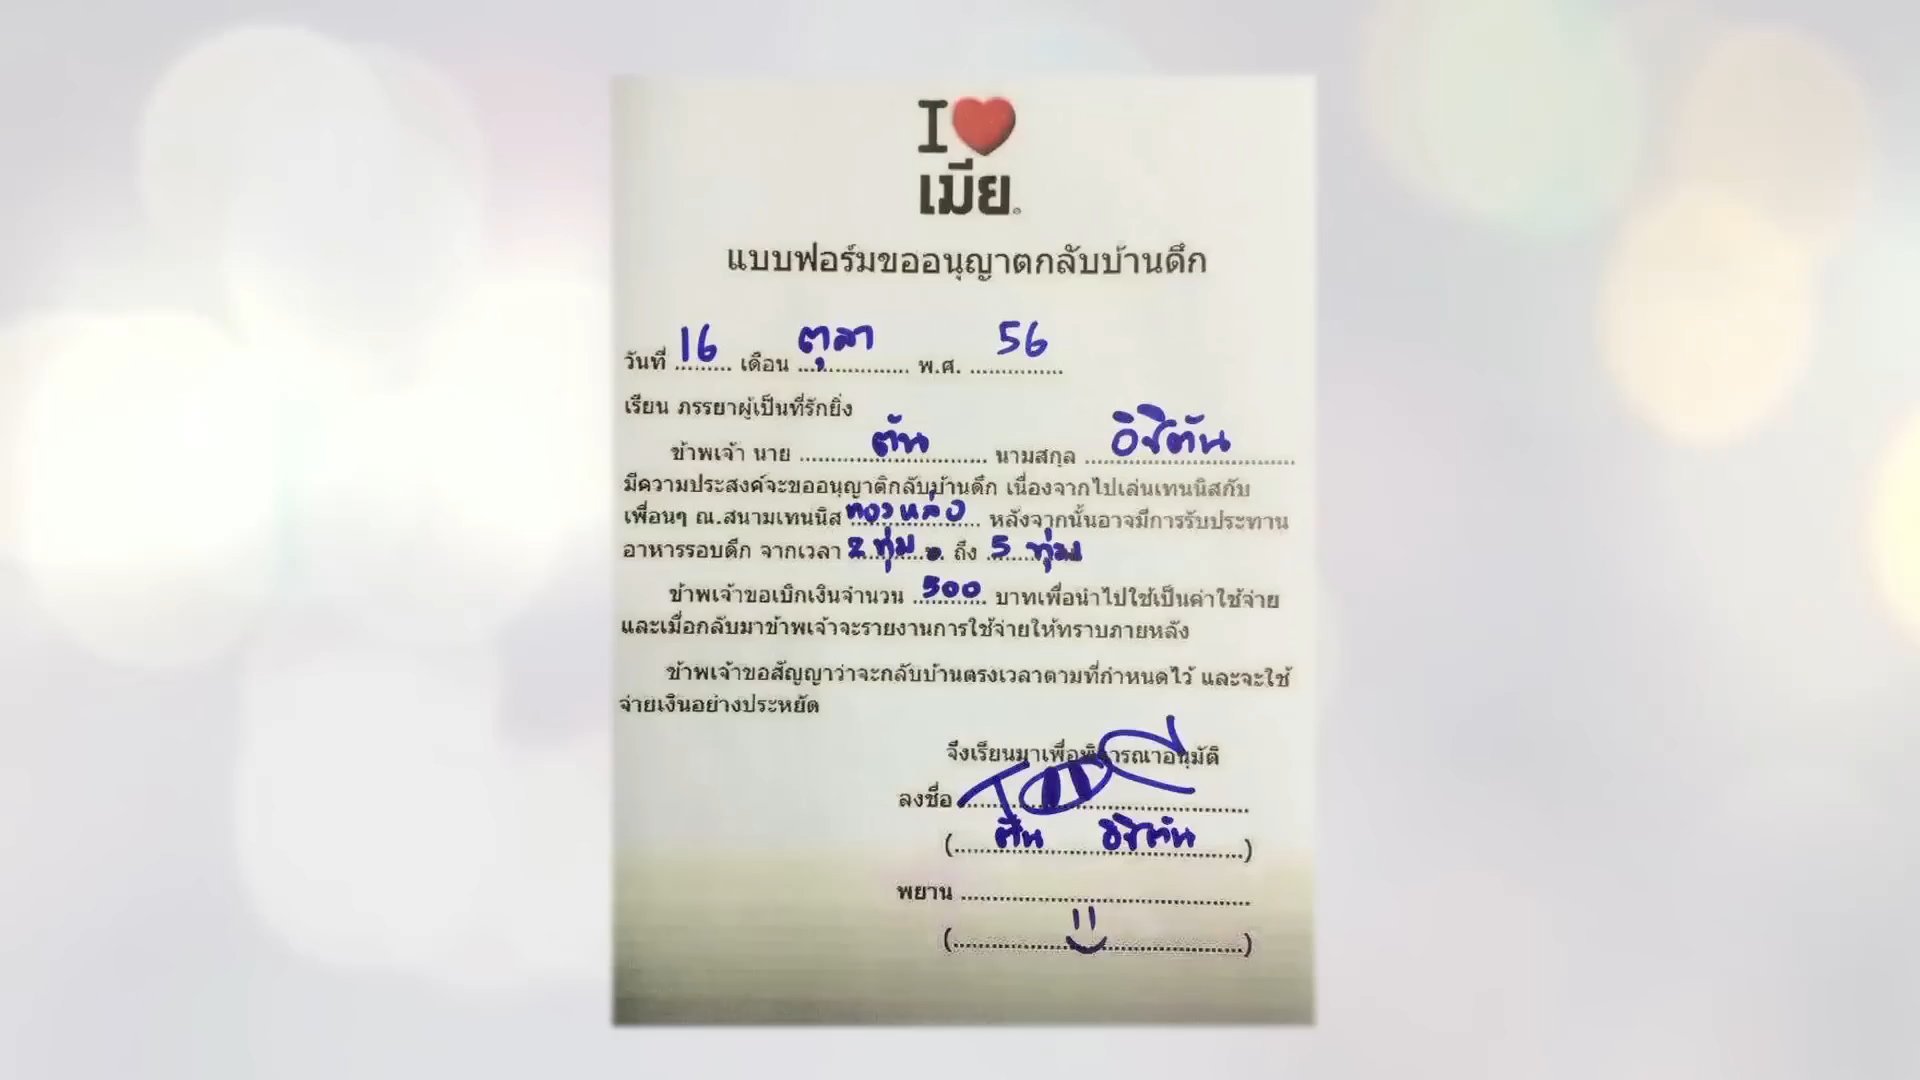 I ❤ เมีย
แบบฟอร์มขออนุญาตกลับบ้านดึก
วันที่ 16 เดือน ตุลา พ.ศ. 56
เรียน ภรรยาผู้เป็นที่รักยิ่ง
ข้าพเจ้า นาย ตัน นามสกุล อิชิตัน
มีความประสงค์จะขออนุญาติกลับบ้านดึก เนื่องจากไปเล่นเทนนิสกับ
เพื่อนๆ ณ.สนามเทนนิส ทองหล่อ หลังจากนั้นอาจมีการรับประทาน
อาหารรอบดึก จากเวลา 2 ทุ่ม ถึง 5 ทุ่ม
ข้าพเจ้าขอเบิกเงินจำนวน 500 บาทเพื่อนำไปใช้เป็นค่าใช้จ่าย
และเมื่อกลับมาข้าพเจ้าจะรายงานการใช้จ่ายให้ทราบภายหลัง
ข้าพเจ้าขอสัญญาว่าจะกลับบ้านตรงเวลาตามที่กำหนดไว้ และจะใช้
จ่ายเงินอย่างประหยัด
จึงเรียนมาเพื่อพิจารณาอนุมัติ
ลงชื่อ
(ตัน อิชิตัน)
พยาน